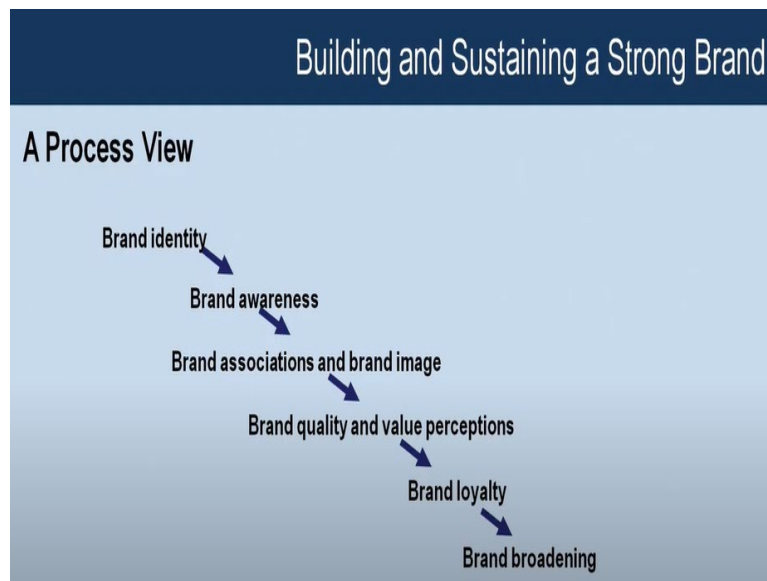 Building and Sustaining a Strong Brand
A Process View
Brand identity
Brand awareness
Brand associations and brand image
Brand quality and value perceptions
Brand loyalty
Brand broadening